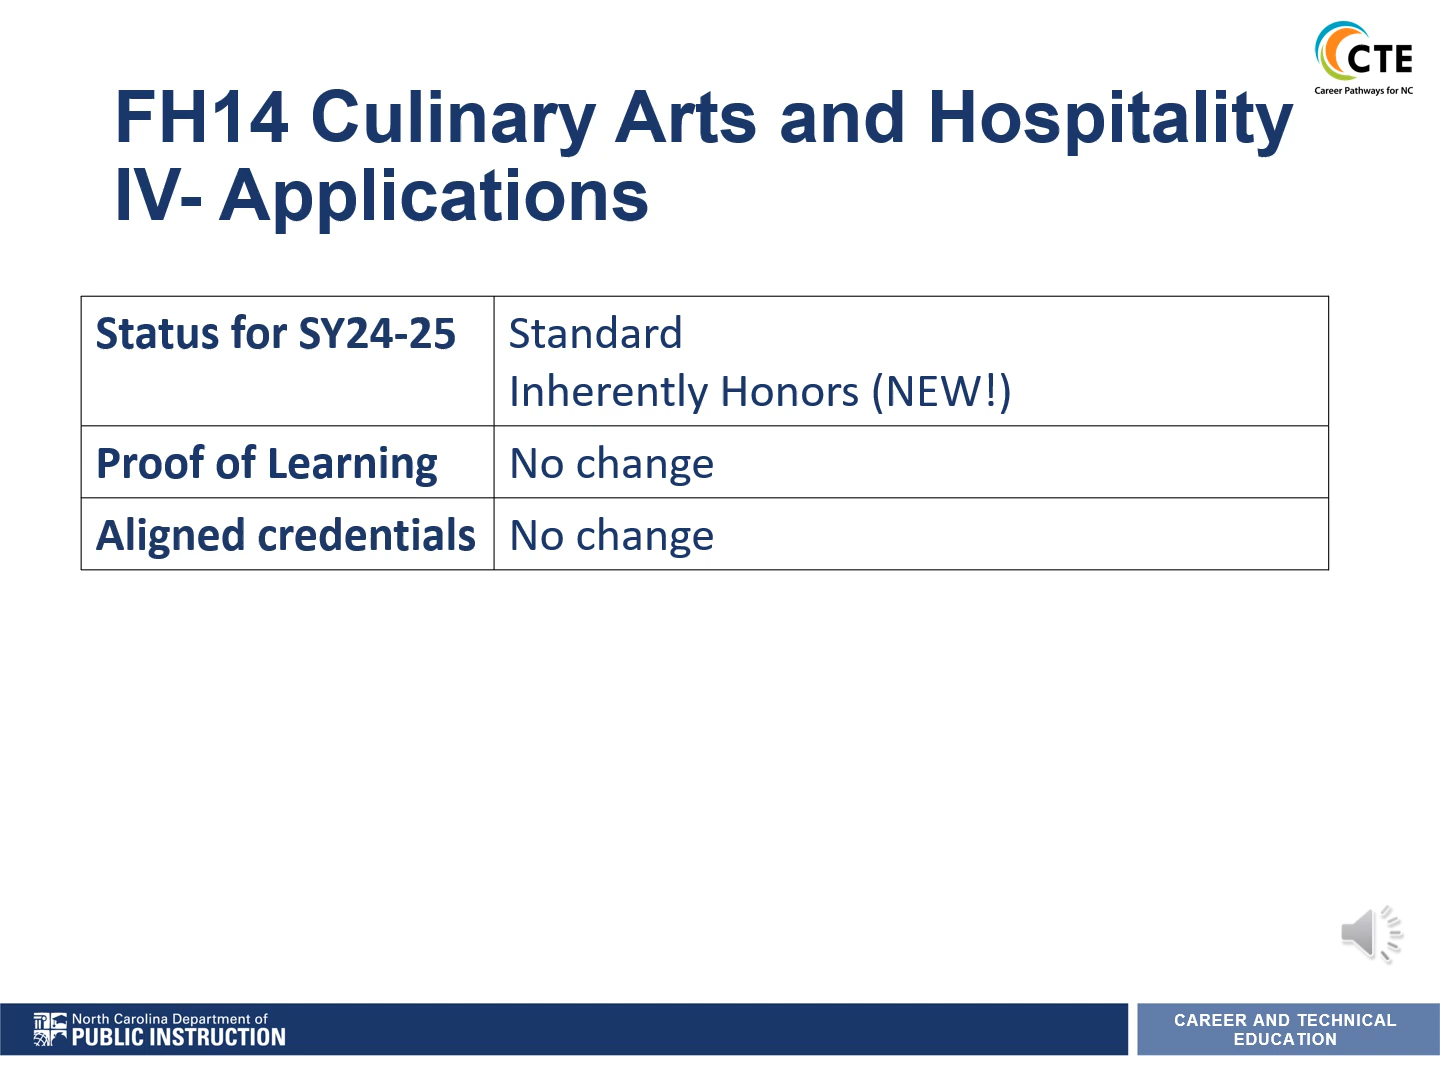 CTE
Career Pathways for NC
FH14 Culinary Arts and Hospitality
IV- Applications
Status for SY24-25
Standard
Inherently Honors (NEW!)
Proof of Learning
No change
Aligned credentials
No change
North Carolina Department of
PUBLIC INSTRUCTION
CAREER AND TECHNICAL
EDUCATION